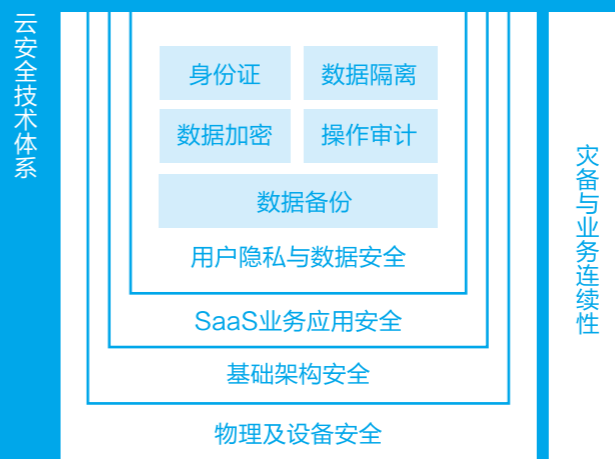 云安全技术体系
身份证
数据隔离
数据加密
操作审计
数据备份
用户隐私与数据安全
SaaS业务应用安全
基础架构安全
物理及设备安全
灾备与业务连续性